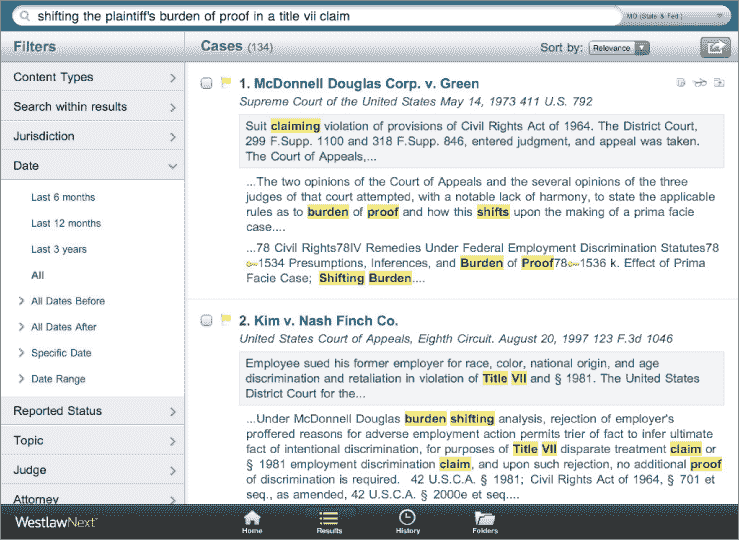 shifting the plaintiff's burden of proof in a title vii claim
MO (State & Fed)
Filters
Cases (134)
Sort by: Relevance
Content Types
Search within results
Jurisdiction
Date
Last 6 months
Last 12 months
Last 3 years
All
All Dates Before
All Dates After
Specific Date
Date Range
Reported Status
Topic
Judge
Attorney
1. McDonnell Douglas Corp. v. Green
Supreme Court of the United States May 14, 1973 411 U.S. 792
Suit claiming violation of provisions of Civil Rights Act of 1964. The District Court,
299 F.Supp. 1100 and 318 F.Supp. 846, entered judgment, and appeal was taken.
The Court of Appeals,...
...The two opinions of the Court of Appeals and the several opinions of the three
judges of that court attempted, with a notable lack of harmony, to state the applicable
rules as to burden of proof and how this shifts upon the making of a prima facie
case....
...78 Civil Rights78IV Remedies Under Federal Employment Discrimination Statutes78
1534 Presumptions, Inferences, and Burden of Proof78 1536 k. Effect of Prima
Facie Case; Shifting Burden....
2. Kim v. Nash Finch Co.
United States Court of Appeals, Eighth Circuit. August 20, 1997 123 F.3d 1046
Employee sued his former employer for race, color, national origin, and age
discrimination and retaliation in violation of Title VII and § 1981. The United States
District Court for the...
...Under McDonnell Douglas burden shifting analysis, rejection of employer's
proffered reasons for adverse employment action permits trier of fact to infer ultimate
fact of intentional discrimination, for purposes of Title VII disparate treatment claim or
§ 1981 employment discrimination claim, and upon such rejection, no additional proof
of discrimination is required. 42 U.S.C.A. § 1981; Civil Rights Act of 1964, § 701 et
seq., as amended, 42 U.S.C.A. § 2000e et seq....
WestlawNext
Home
Results
History
Folders